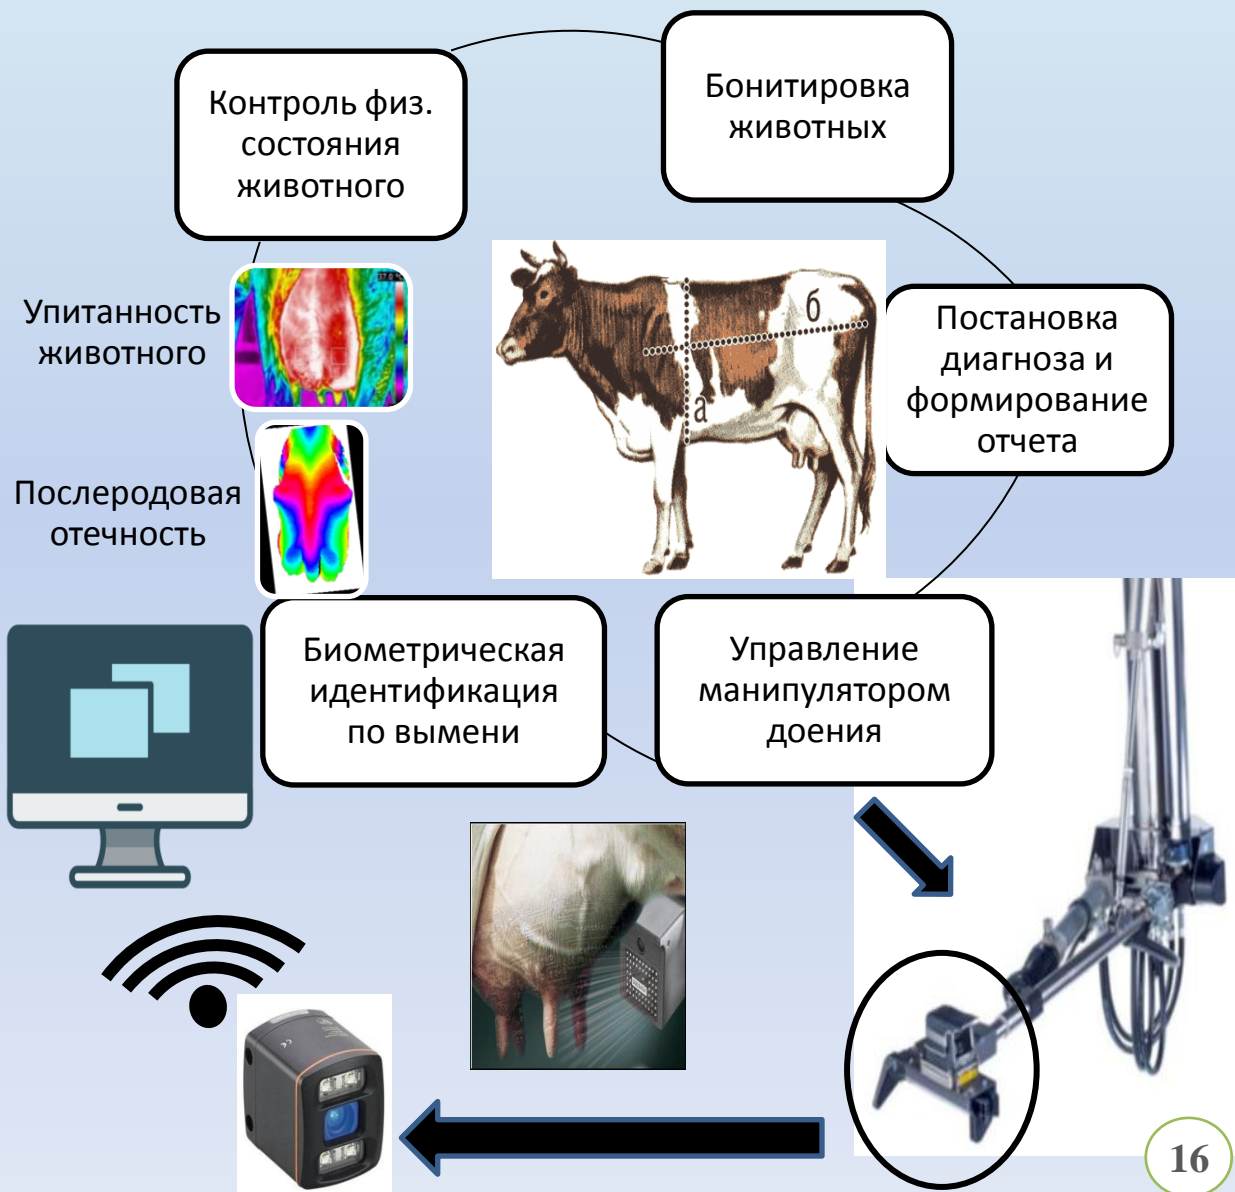 Контроль физ.
состояния
животного
Бонитировка
животных
Упитанность
животного
Послеродовая
отечность
а
б
Постановка
диагноза и
формирование
отчета
Биометрическая
идентификация
по вымени
Управление
манипулятором
доения
16